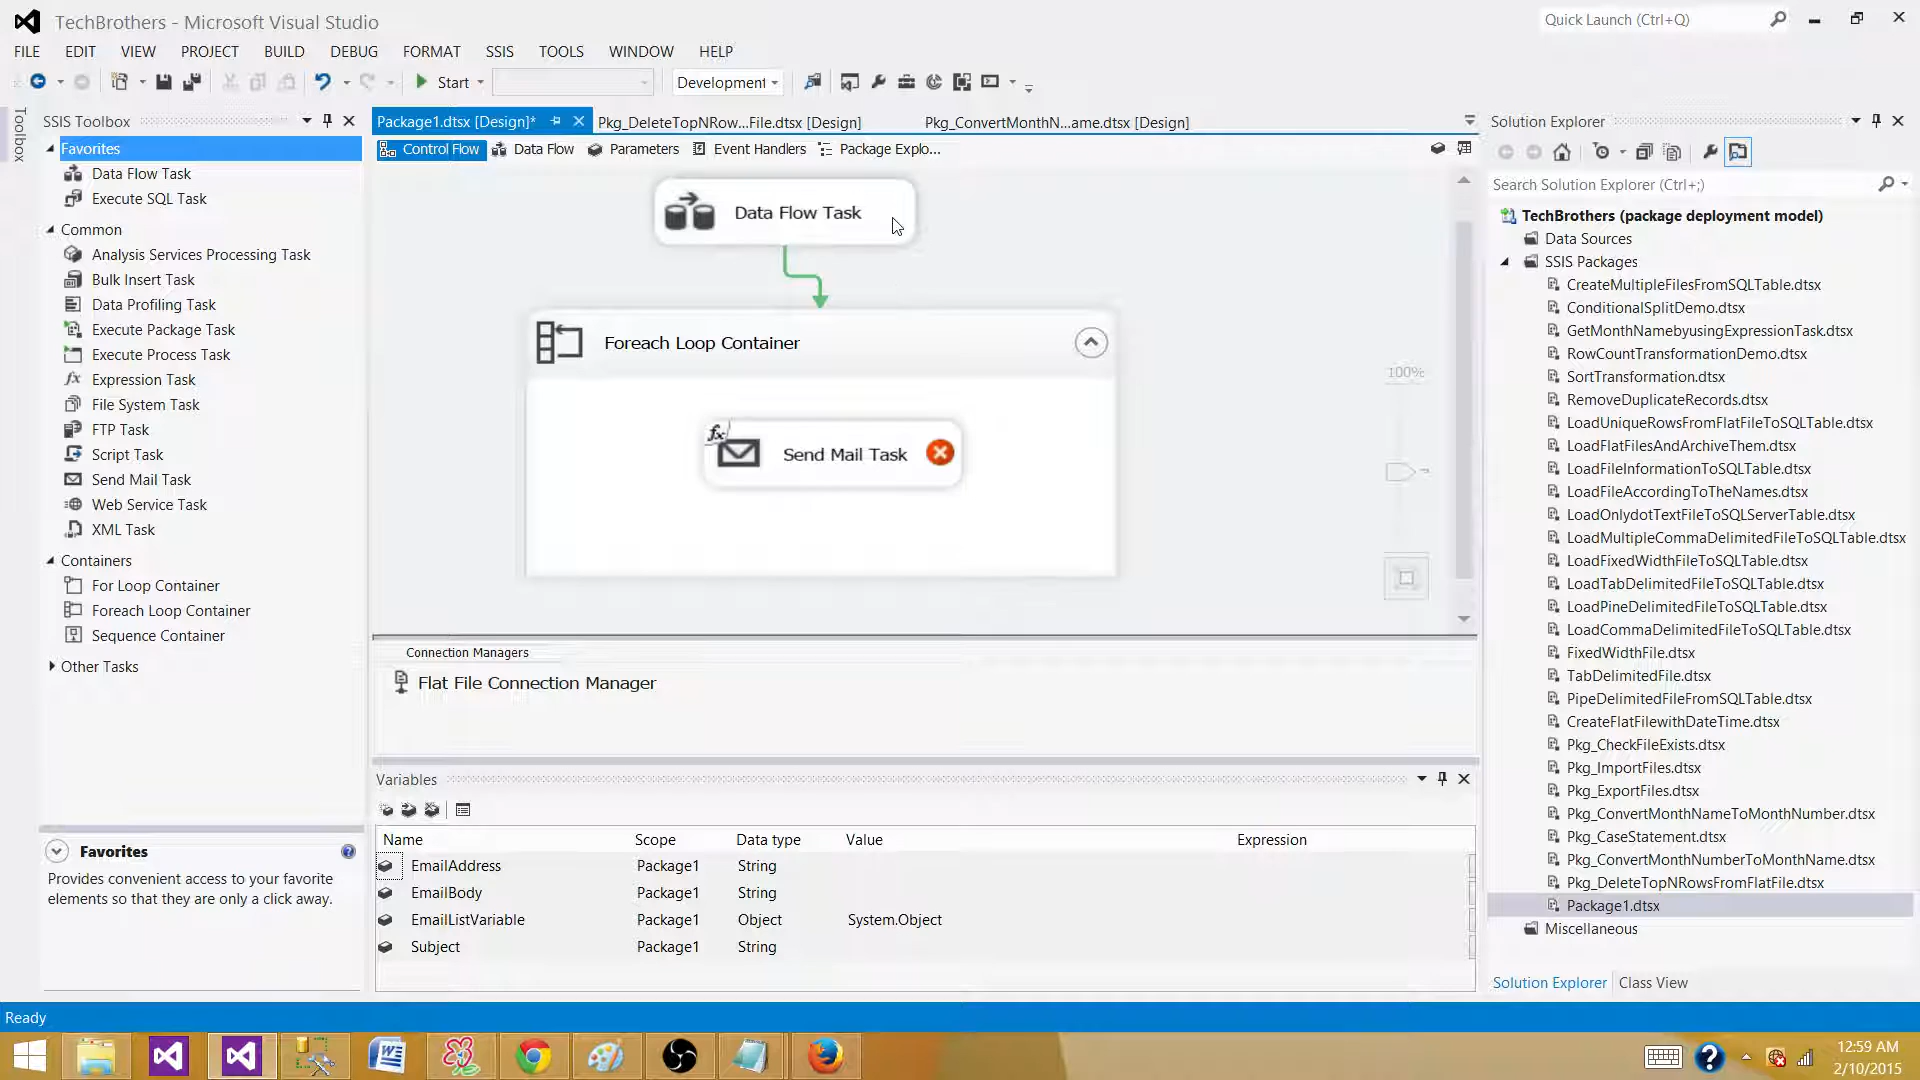 TechBrothers - Microsoft Visual Studio
Quick Launch (Ctrl+Q)
FILE EDIT VIEW PROJECT BUILD DEBUG FORMAT SSIS TOOLS WINDOW HELP
Start Development
Toolbox
SSIS Toolbox
Favorites
Data Flow Task
Execute SQL Task
Common
Analysis Services Processing Task
Bulk Insert Task
Data Profiling Task
Execute Package Task
Execute Process Task
fx Expression Task
File System Task
FTP Task
Script Task
Send Mail Task
Web Service Task
XML Task
Containers
For Loop Container
Foreach Loop Container
Sequence Container
Other Tasks
Favorites
Provides convenient access to your favorite
elements so that they are only a click away.
Package1.dtsx [Design]* Pkg_DeleteTopNRow...File.dtsx [Design] Pkg_ConvertMonthN...ame.dtsx [Design]
Control Flow Data Flow Parameters Event Handlers Package Explo...
Data Flow Task
Foreach Loop Container
fx
Send Mail Task
100%
Connection Managers
Flat File Connection Manager
Variables
Name Scope Data type Value Expression
EmailAddress Package1 String
EmailBody Package1 String
EmailListVariable Package1 Object System.Object
Subject Package1 String
Solution Explorer
Search Solution Explorer (Ctrl+;)
TechBrothers (package deployment model)
Data Sources
SSIS Packages
CreateMultipleFilesFromSQLTable.dtsx
ConditionalSplitDemo.dtsx
GetMonthNamebyusingExpressionTask.dtsx
RowCountTransformationDemo.dtsx
SortTransformation.dtsx
RemoveDuplicateRecords.dtsx
LoadUniqueRowsFromFlatFileToSQLTable.dtsx
LoadFlatFilesAndArchiveThem.dtsx
LoadFileInformationToSQLTable.dtsx
LoadFileAccordingToTheNames.dtsx
LoadOnlydotTextFileToSQLServerTable.dtsx
LoadMultipleCommaDelimitedFileToSQLTable.dtsx
LoadFixedWidthFileToSQLTable.dtsx
LoadTabDelimitedFileToSQLTable.dtsx
LoadPineDelimitedFileToSQLTable.dtsx
LoadCommaDelimitedFileToSQLTable.dtsx
FixedWidthFile.dtsx
TabDelimitedFile.dtsx
PipeDelimitedFileFromSQLTable.dtsx
CreateFlatFilewithDateTime.dtsx
Pkg_CheckFileExists.dtsx
Pkg_ImportFiles.dtsx
Pkg_ExportFiles.dtsx
Pkg_ConvertMonthNameToMonthNumber.dtsx
Pkg_CaseStatement.dtsx
Pkg_ConvertMonthNumberToMonthName.dtsx
Pkg_DeleteTopNRowsFromFlatFile.dtsx
Package1.dtsx
Miscellaneous
Solution Explorer Class View
Ready
12:59 AM
2/10/2015